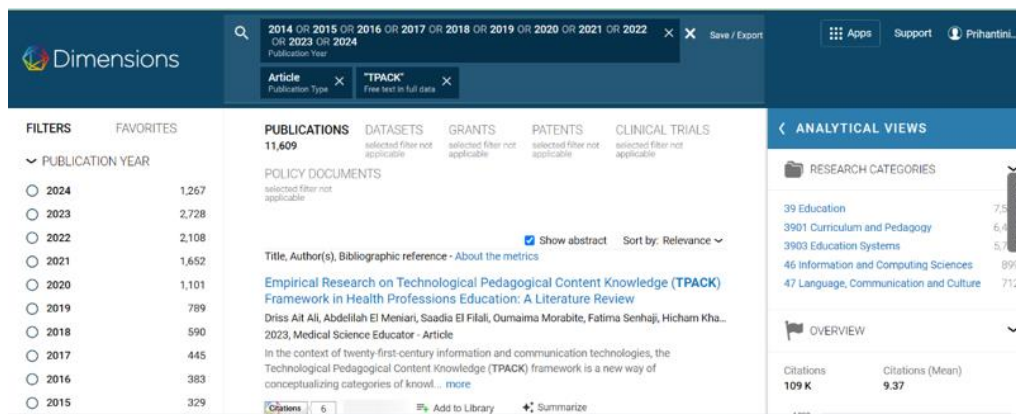 Dimensions
2014 OR 2015 OR 2016 OR 2017 OR 2018 OR 2019 OR 2020 OR 2021 OR 2022
OR 2023 OR 2024
Publication Year
Save / Export
Article
Publication Type
"TPACK"
Free text in full data
Apps
Support
Prihantini...
FILTERS
FAVORITES
PUBLICATION YEAR
2024 1,267
2023 2,728
2022 2,108
2021 1,652
2020 1,101
2019 789
2018 590
2017 445
2016 383
2015 329
PUBLICATIONS
11,609
DATASETS
selected filter not
applicable
GRANTS
selected filter not
applicable
PATENTS
selected filter not
applicable
CLINICAL TRIALS
selected filter not
applicable
POLICY DOCUMENTS
selected filter not
applicable
Show abstract Sort by: Relevance
Title, Author(s), Bibliographic reference - About the metrics
Empirical Research on Technological Pedagogical Content Knowledge (TPACK)
Framework in Health Professions Education: A Literature Review
Driss Ait Ali, Abdelilah El Meniari, Saadia El Filali, Oumaima Morabite, Fatima Senhaji, Hicham Kha...
2023, Medical Science Educator - Article
In the context of twenty-first-century information and communication technologies, the
Technological Pedagogical Content Knowledge (TPACK) framework is a new way of
conceptualizing categories of knowl... more
Citations 6
Add to Library
Summarize
ANALYTICAL VIEWS
RESEARCH CATEGORIES
39 Education
3901 Curriculum and Pedagogy
3903 Education Systems
46 Information and Computing Sciences 899
47 Language, Communication and Culture 712
OVERVIEW
Citations
109 K
Citations (Mean)
9.37